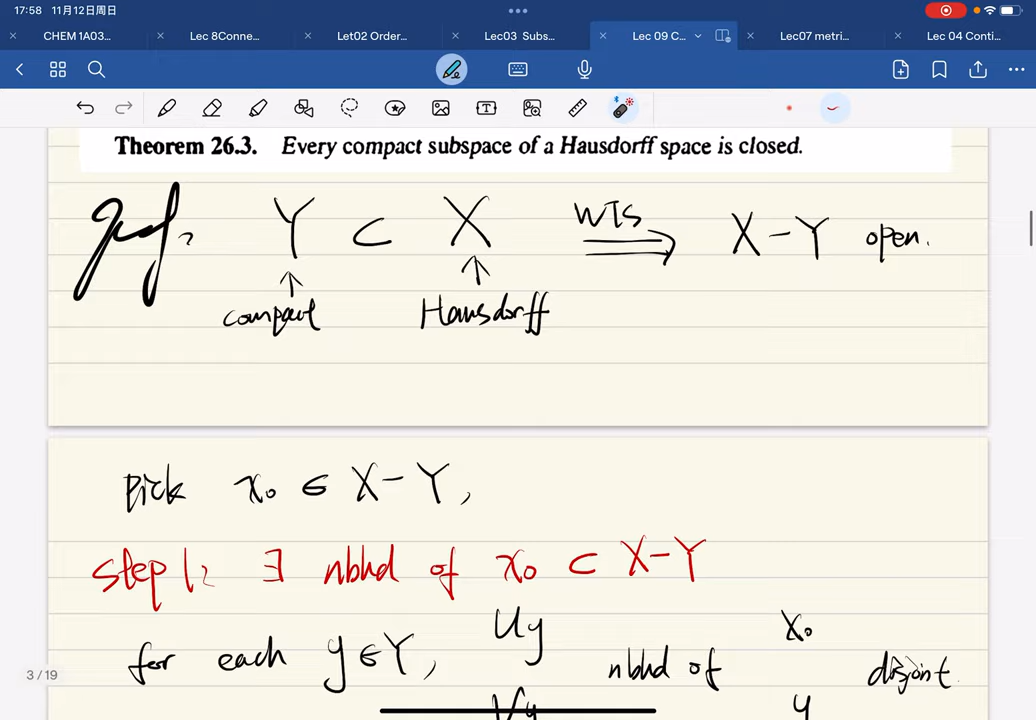 17:58 11月12日周日
CHEM 1A03...
Lec 8Conne...
Let02 Order...
Lec03 Subs...
Lec 09 C...
Lec07 metri...
Lec 04 Conti...
Theorem 26.3. Every compact subspace of a Hausdorff space is closed.
Y ⊂ X WTS ⟹ X - Y open.
↑ ↑
compact Hausdorff
pick x₀ ∈ X - Y,
step 1: ∃ nbhd of x₀ ⊂ X - Y
Uy x₀
for each y ∈ Y, nbhd of disjoint
Vy y
3 / 19